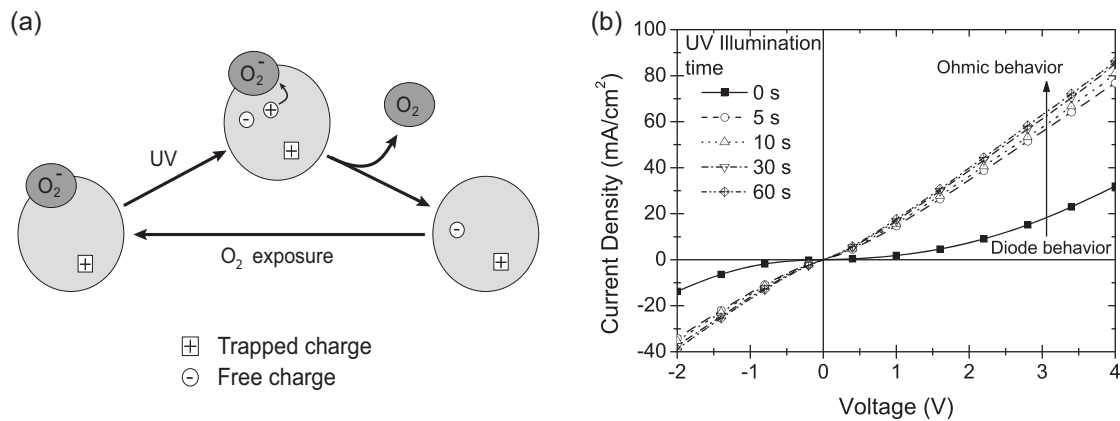 (a)
O2-
O2
UV
O2-
O2 exposure
Trapped charge
Free charge
(b)
UV Illumination
time
0 s
5 s
10 s
30 s
60 s
Ohmic behavior
Diode behavior
Current Density (mA/cm2)
100
80
60
40
20
0
-20
-40
-2 -1 0 1 2 3 4
Voltage (V)